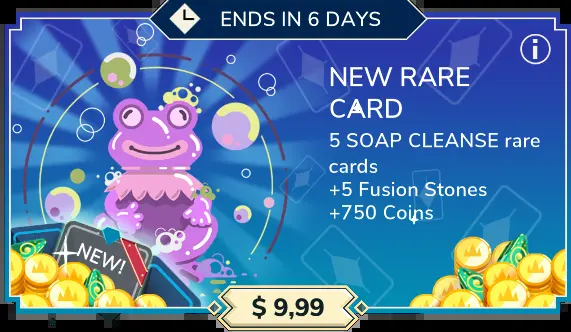 ENDS IN 6 DAYS
NEW RARE
CARD
5 SOAP CLEANSE rare
cards
+5 Fusion Stones
+750 Coins
NEW!
$ 9,99